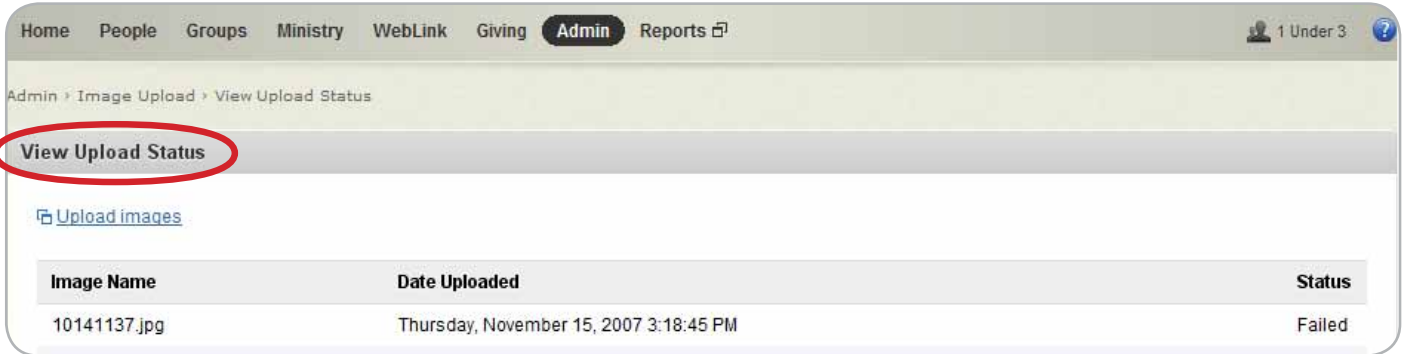 Home People Groups Ministry WebLink Giving Admin Reports 1 Under 3 ?
Admin › Image Upload › View Upload Status
View Upload Status
Upload images
Image Name Date Uploaded Status
10141137.jpg Thursday, November 15, 2007 3:18:45 PM Failed